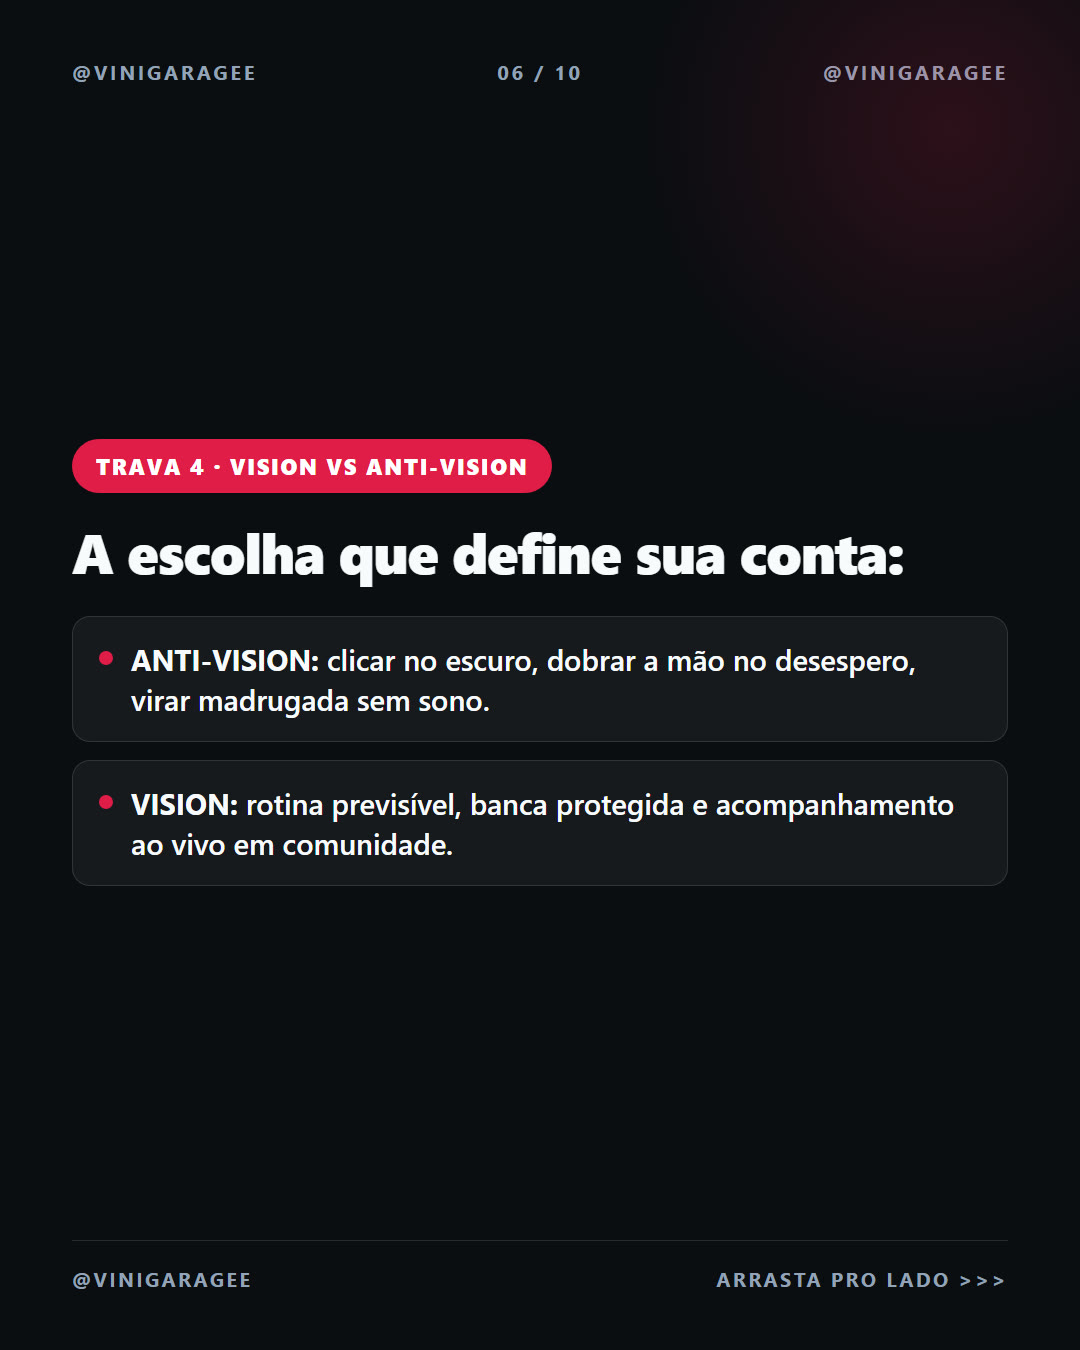 @VINIGARAGEE
06 / 10
@VINIGARAGEE
TRAVA 4 · VISION VS ANTI-VISION
A escolha que define sua conta:
ANTI-VISION: clicar no escuro, dobrar a mão no desespero,
virar madrugada sem sono.
VISION: rotina previsível, banca protegida e acompanhamento
ao vivo em comunidade.
@VINIGARAGEE
ARRASTA PRO LADO >>>